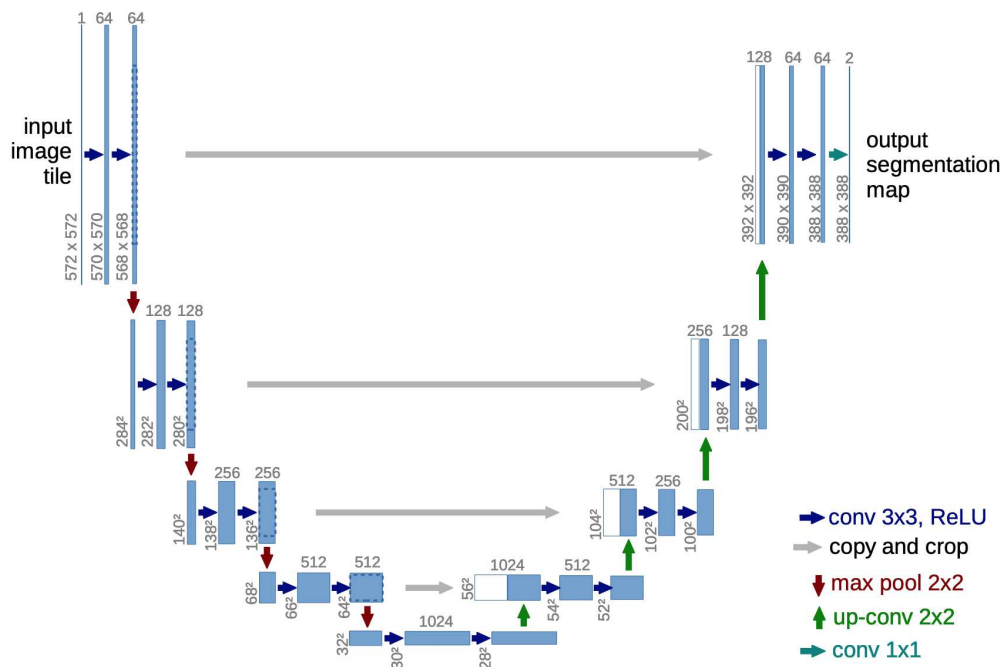 1 64 64
128 64 64 2
input
image
tile
output
segmentation
map
572 x 572
570 x 570
568 x 568
392 x 392
390 x 390
388 x 388
388 x 388
128 128
256 128
284²
282²
280²
200²
198²
196²
256 256
512 256
140²
138²
136²
104²
102²
100²
512 512
1024 512
68²
66²
64²
56²
54²
52²
1024
32²
30²
28²
conv 3x3, ReLU
copy and crop
max pool 2x2
up-conv 2x2
conv 1x1